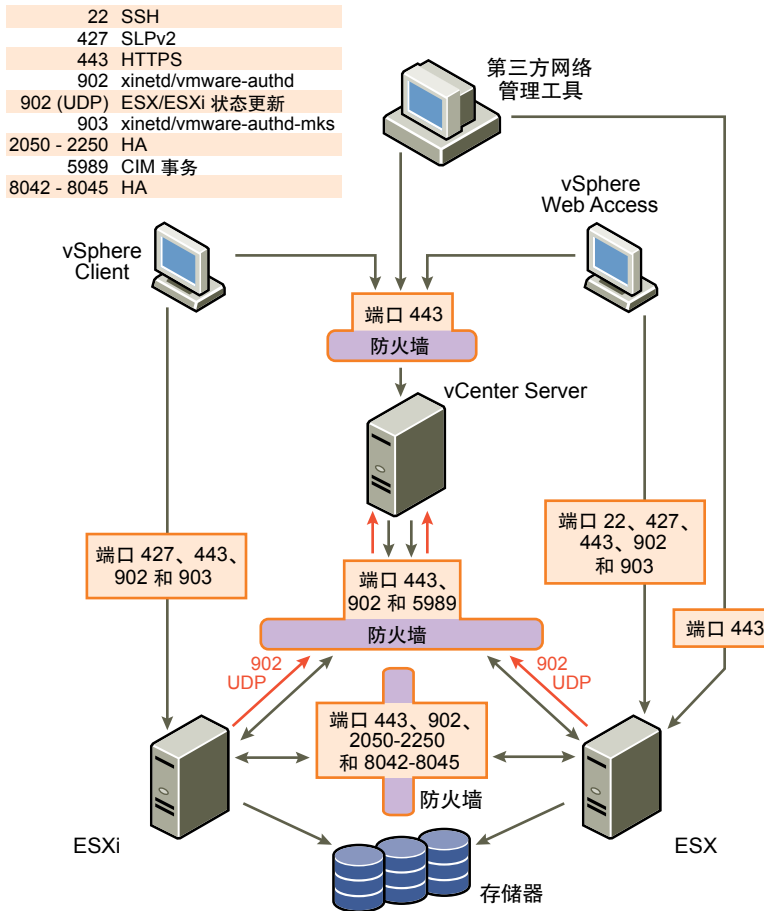 22 SSH
427 SLPv2
443 HTTPS
902 xinetd/vmware-authd
902 (UDP) ESX/ESXi 状态更新
903 xinetd/vmware-authd-mks
2050 - 2250 HA
5989 CIM 事务
8042 - 8045 HA
第三方网络
管理工具
vSphere
Web Access
vSphere
Client
端口 443
防火墙
vCenter Server
端口 427、443、
902 和 903
端口 22、427、
443、902
和 903
端口 443、
902 和 5989
防火墙
端口 443
902
UDP
902
UDP
端口 443、902、
2050-2250
和 8042-8045
防火墙
ESXi
ESX
存储器